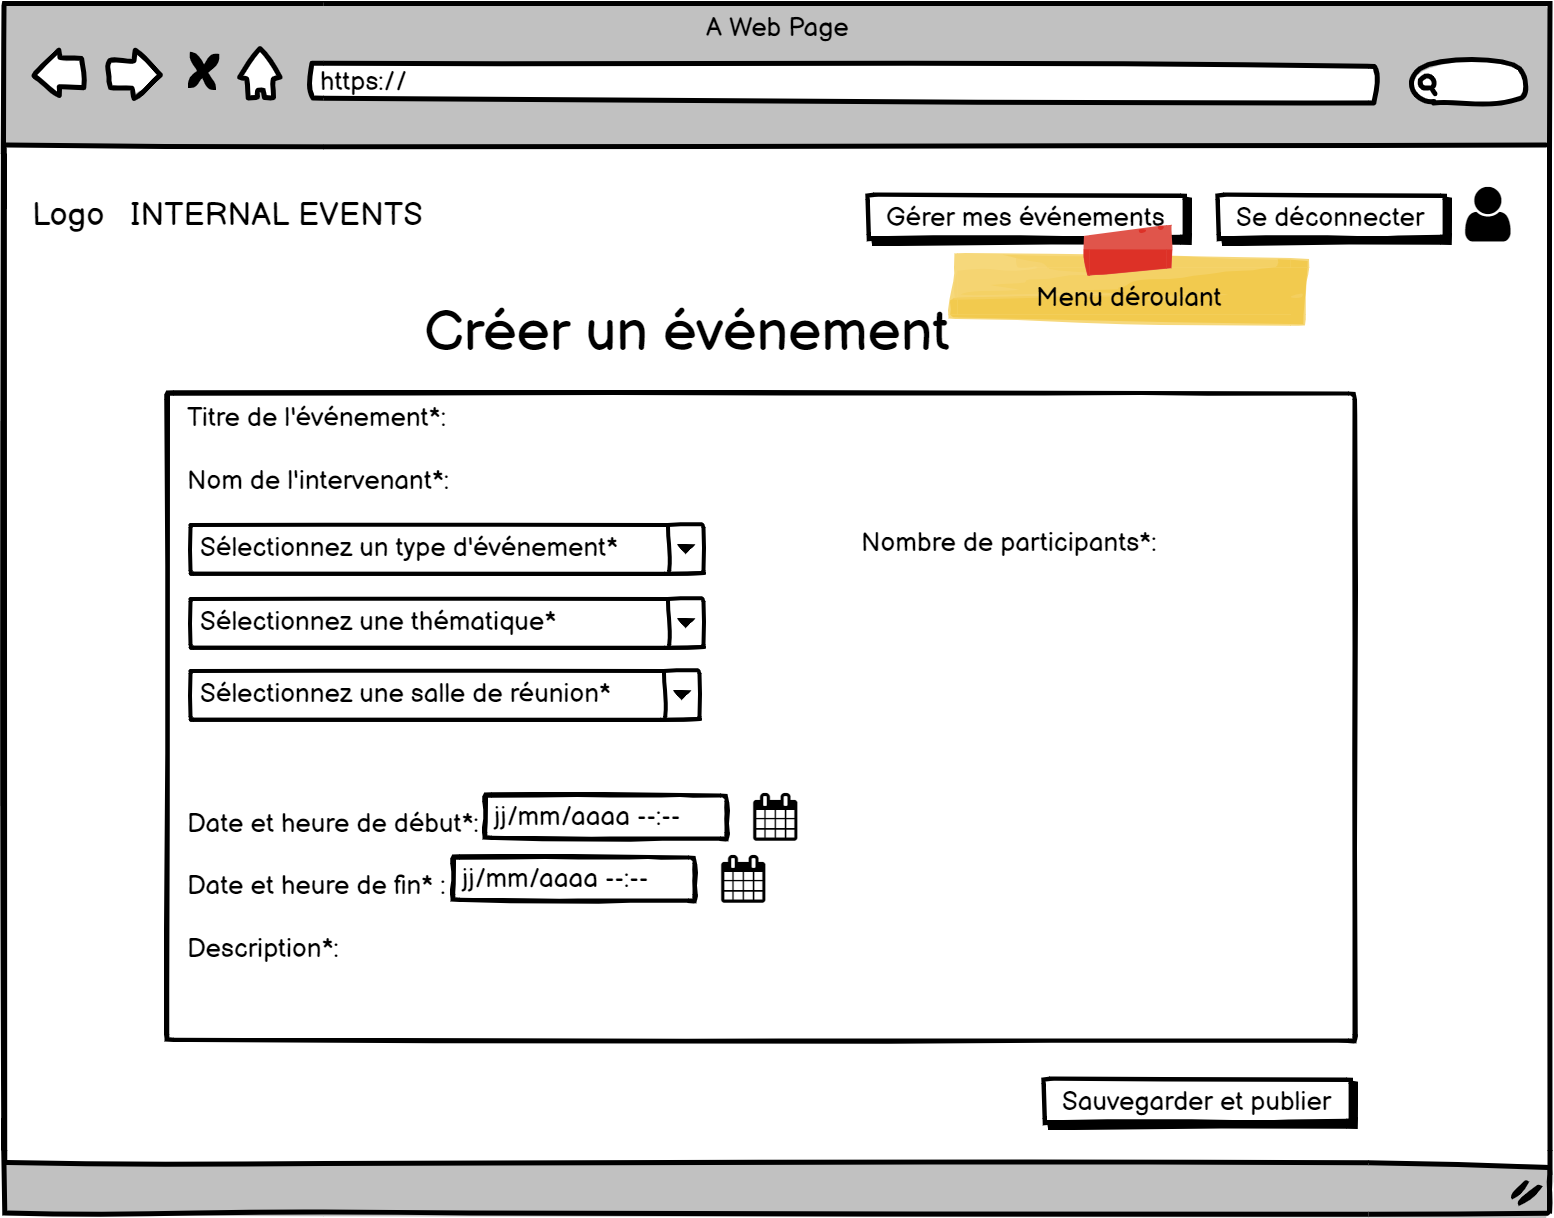 A Web Page
https://
Logo INTERNAL EVENTS
Gérer mes événements
Se déconnecter
Menu déroulant
Créer un événement
Titre de l'événement*:
Nom de l'intervenant*:
Sélectionnez un type d'événement*
Nombre de participants*:
Sélectionnez une thématique*
Sélectionnez une salle de réunion*
Date et heure de début*: jj/mm/aaaa --:--
Date et heure de fin* : jj/mm/aaaa --:--
Description*:
Sauvegarder et publier